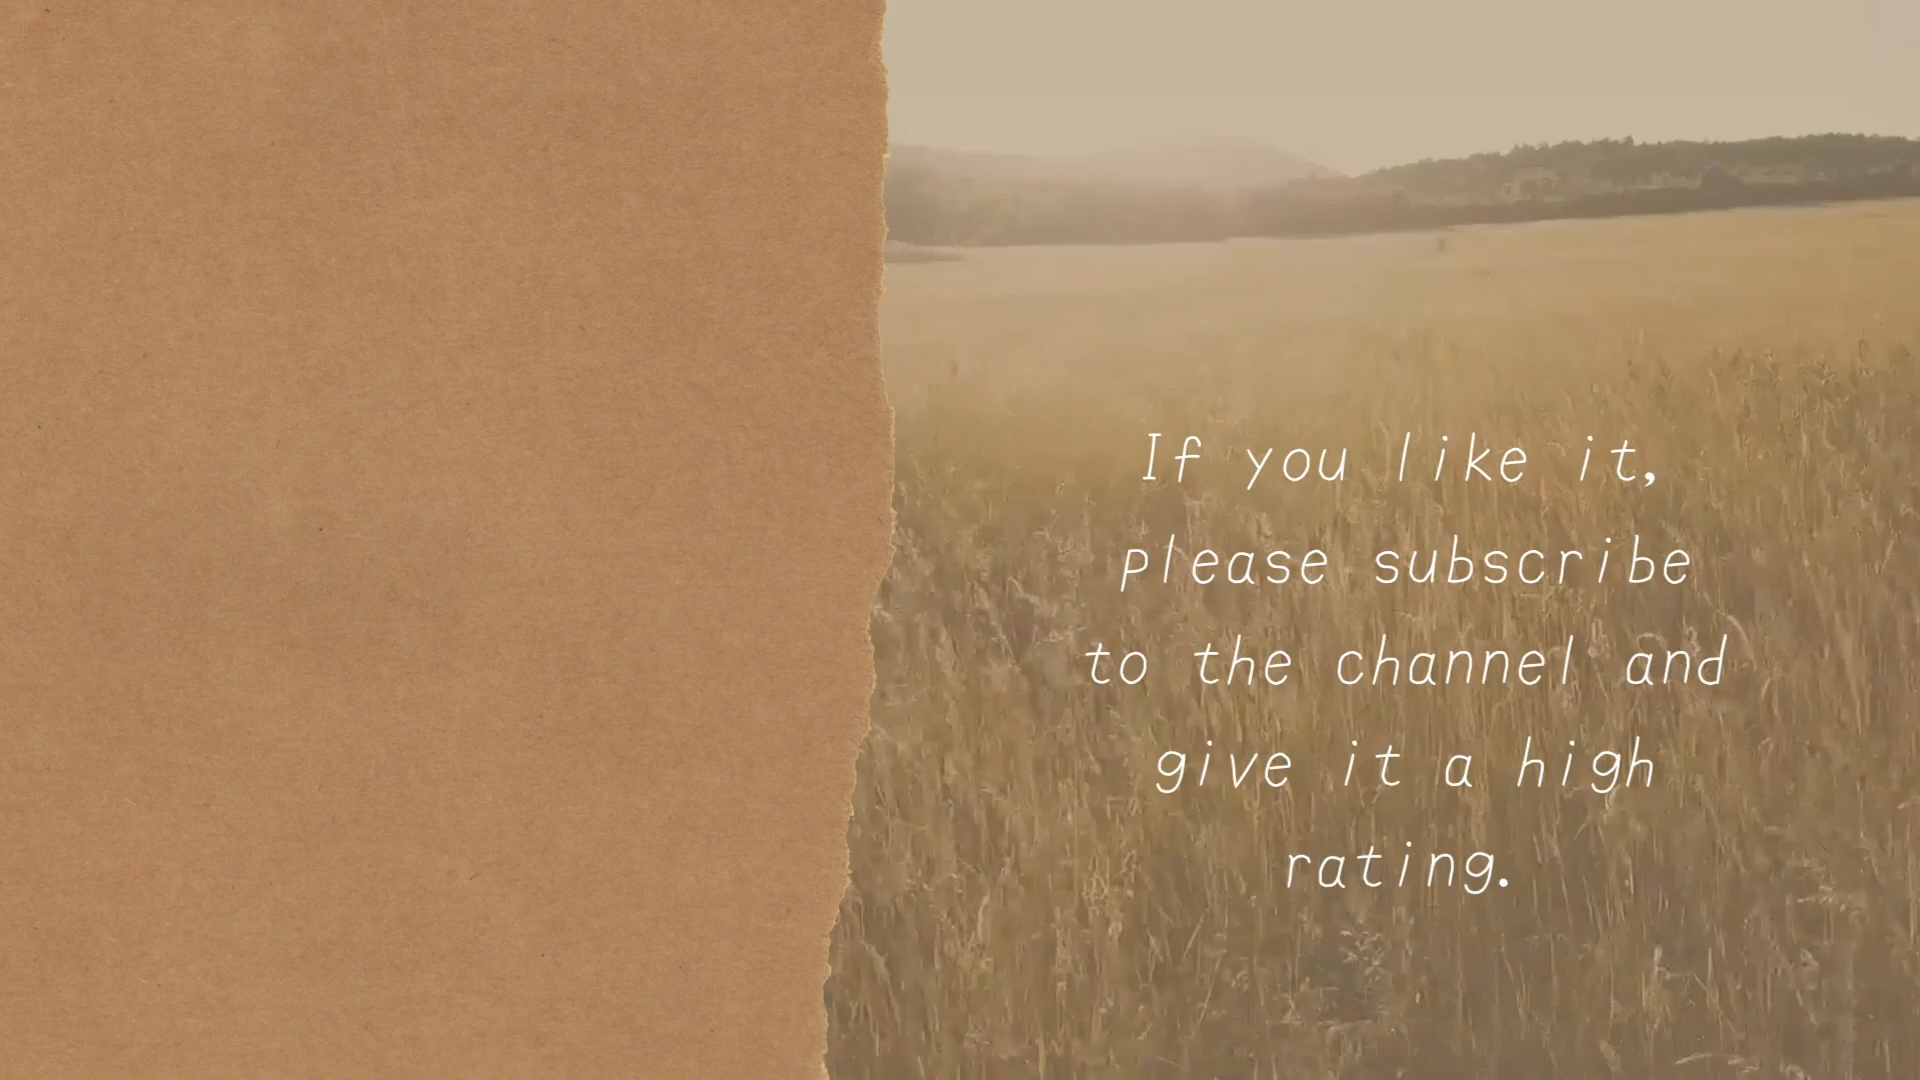 If you like it,
please subscribe
to the channel and
give it a high
rating.